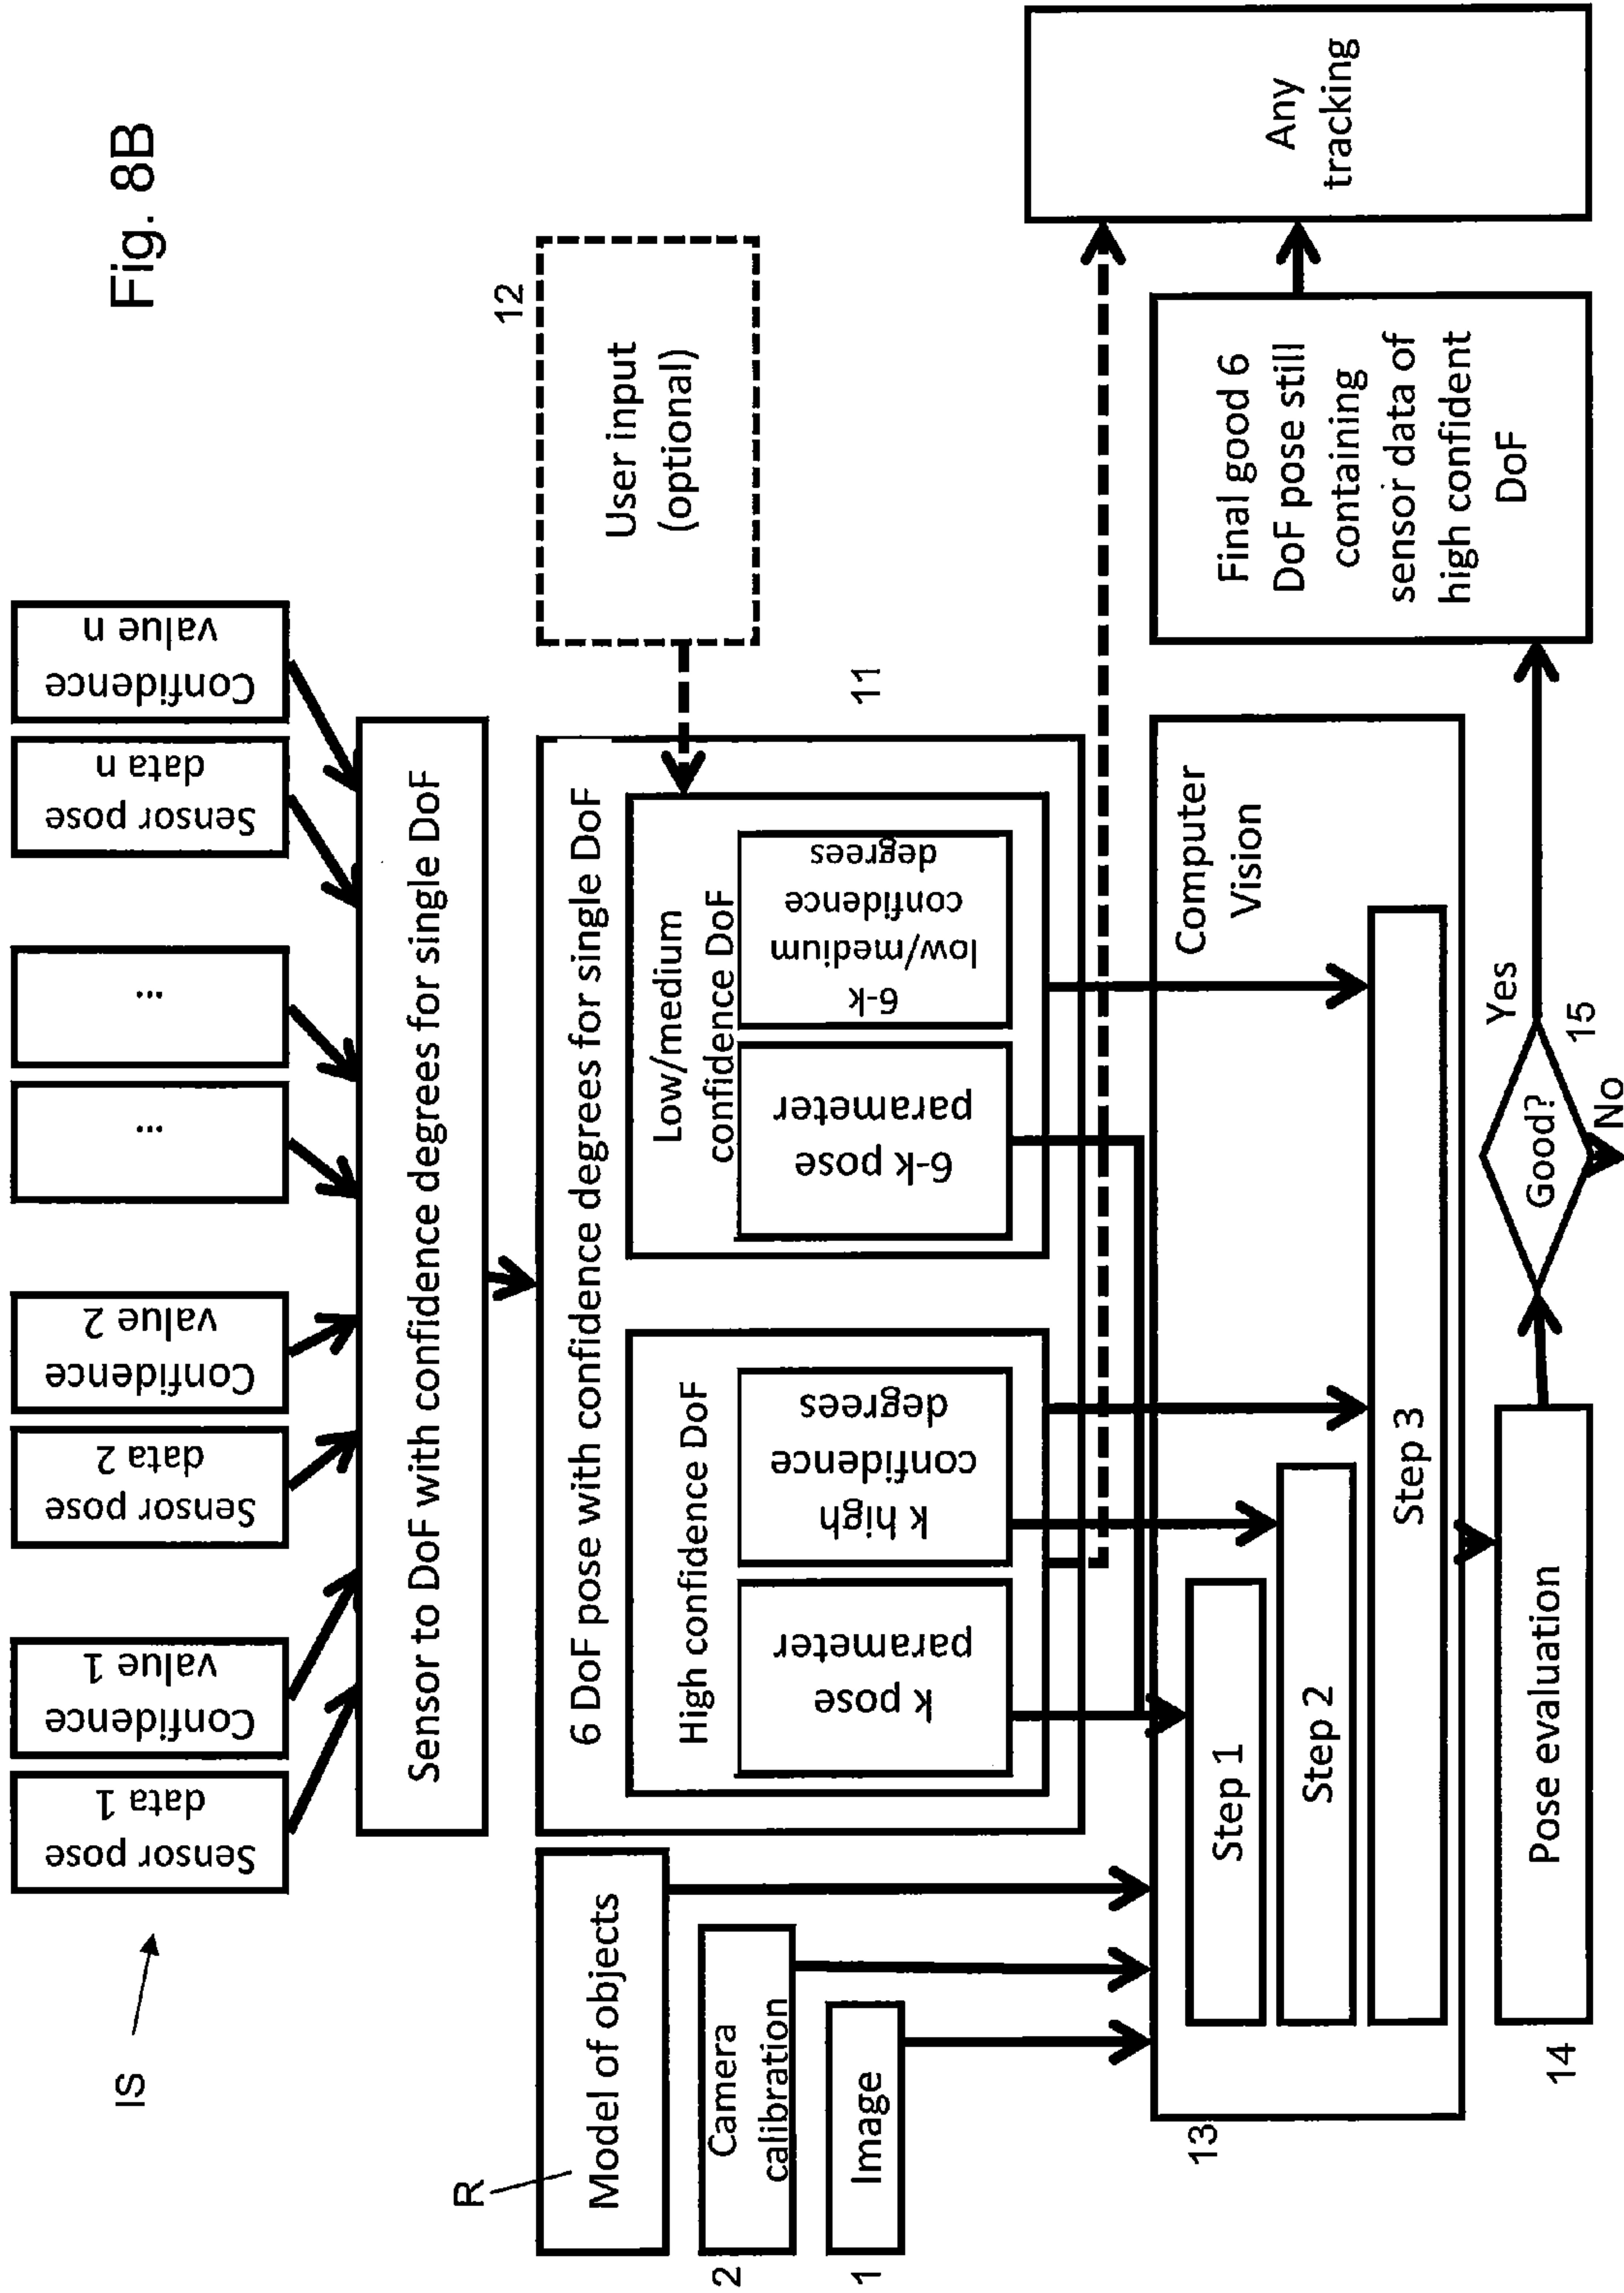 Fig. 8B
IS
Sensor pose
data 1
Confidence
value 1
Sensor pose
data 2
Confidence
value 2
...
...
Sensor pose
data n
Confidence
value n
Sensor to DoF with confidence degrees for single DoF
R
Model of objects
2
Camera
calibration
1
Image
6 DoF pose with confidence degrees for single DoF
11
High confidence DoF
k pose
parameter
k high
confidence
degrees
Low/medium
confidence DoF
6-k pose
parameter
6-k
low/medium
confidence
degrees
12
User input
(optional)
13
Computer
Vision
Step 1
Step 2
Step 3
14
Pose evaluation
Good?
15
Yes
No
Final good 6
DoF pose still
containing
sensor data of
high confident
DoF
Any
tracking